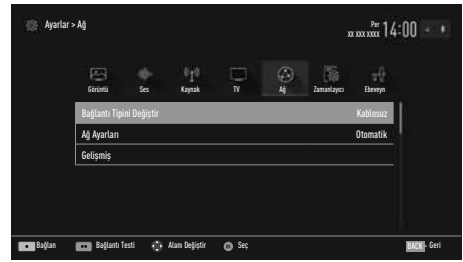 Ayarlar > Ağ
Per
xx xxx xxxx 14:00
Görüntü Ses Kaynak TV Ağ Zamanlayıcı Ebeveyn
Bağlantı Tipini Değiştir Kablosuz
Ağ Ayarları Otomatik
Gelişmiş
Bağlan Bağlantı Testi Alanı Değiştir Seç BACK Geri